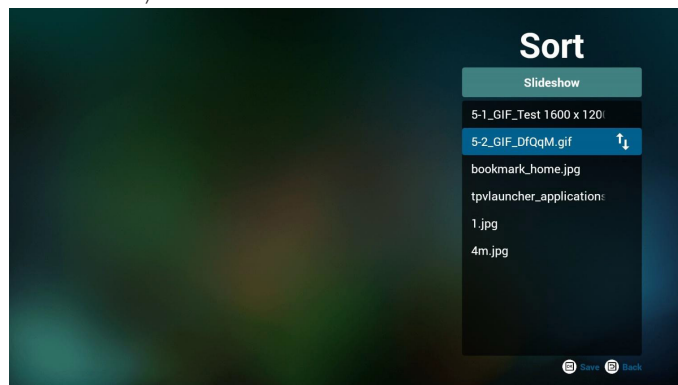 Sort
Slideshow
5-1_GIF_Test 1600 x 120
5-2_GIF_DfQqM.gif
bookmark_home.jpg
tpvlauncher_applications
1.jpg
4m.jpg
Save Back